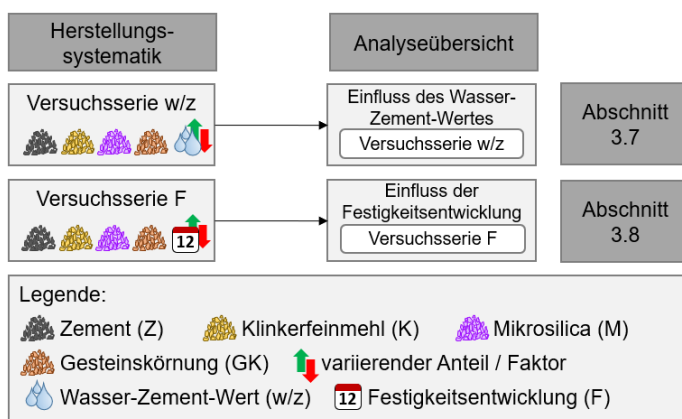 Herstellungs-
systematik
Analyseübersicht
Versuchsserie w/z
Einfluss des Wasser-
Zement-Wertes
Versuchsserie w/z
Abschnitt
3.7
Versuchsserie F
12
Einfluss der
Festigkeitsentwicklung
Versuchsserie F
Abschnitt
3.8
Legende:
Zement (Z) Klinkerfeinmehl (K) Mikrosilica (M)
Gesteinskörnung (GK) variierender Anteil / Faktor
Wasser-Zement-Wert (w/z) 12 Festigkeitsentwicklung (F)